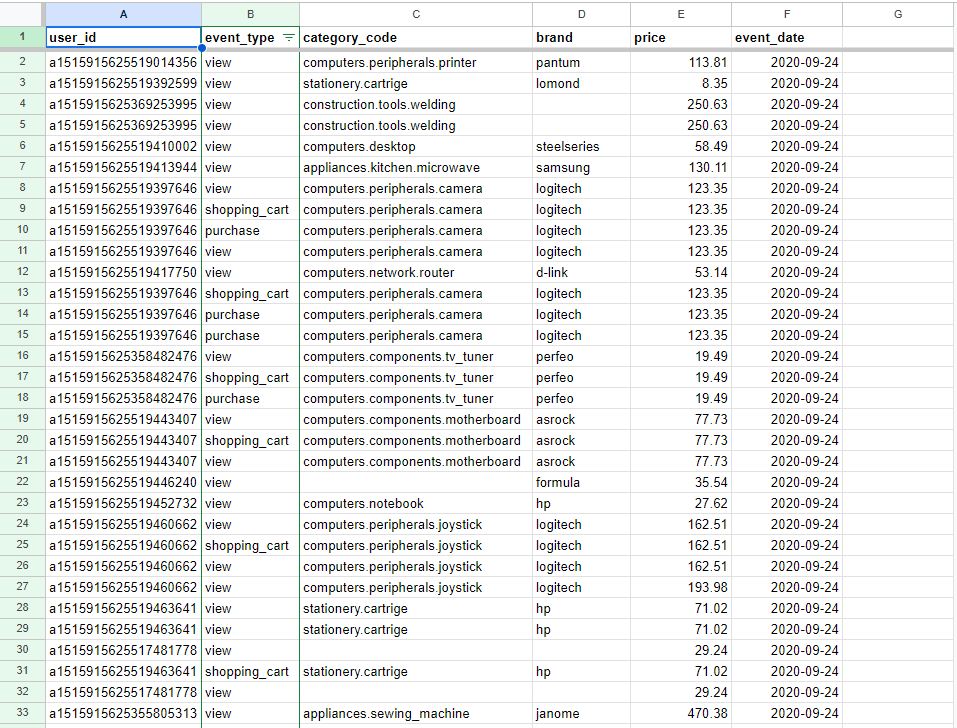 A B C D E F G
1 user_id event_type category_code brand price event_date
2 a1515915625519014356 view computers.peripherals.printer pantum 113.81 2020-09-24
3 a1515915625519392599 view stationery.cartrige lomond 8.35 2020-09-24
4 a1515915625369253995 view construction.tools.welding 250.63 2020-09-24
5 a1515915625369253995 view construction.tools.welding 250.63 2020-09-24
6 a1515915625519410002 view computers.desktop steelseries 58.49 2020-09-24
7 a1515915625519413944 view appliances.kitchen.microwave samsung 130.11 2020-09-24
8 a1515915625519397646 view computers.peripherals.camera logitech 123.35 2020-09-24
9 a1515915625519397646 shopping_cart computers.peripherals.camera logitech 123.35 2020-09-24
10 a1515915625519397646 purchase computers.peripherals.camera logitech 123.35 2020-09-24
11 a1515915625519397646 view computers.peripherals.camera logitech 123.35 2020-09-24
12 a1515915625519417750 view computers.network.router d-link 53.14 2020-09-24
13 a1515915625519397646 shopping_cart computers.peripherals.camera logitech 123.35 2020-09-24
14 a1515915625519397646 purchase computers.peripherals.camera logitech 123.35 2020-09-24
15 a1515915625519397646 purchase computers.peripherals.camera logitech 123.35 2020-09-24
16 a1515915625358482476 view computers.components.tv_tuner perfeo 19.49 2020-09-24
17 a1515915625358482476 shopping_cart computers.components.tv_tuner perfeo 19.49 2020-09-24
18 a1515915625358482476 purchase computers.components.tv_tuner perfeo 19.49 2020-09-24
19 a1515915625519443407 view computers.components.motherboard asrock 77.73 2020-09-24
20 a1515915625519443407 shopping_cart computers.components.motherboard asrock 77.73 2020-09-24
21 a1515915625519443407 view computers.components.motherboard asrock 77.73 2020-09-24
22 a1515915625519446240 view formula 35.54 2020-09-24
23 a1515915625519452732 view computers.notebook hp 27.62 2020-09-24
24 a1515915625519460662 view computers.peripherals.joystick logitech 162.51 2020-09-24
25 a1515915625519460662 shopping_cart computers.peripherals.joystick logitech 162.51 2020-09-24
26 a1515915625519460662 view computers.peripherals.joystick logitech 162.51 2020-09-24
27 a1515915625519460662 view computers.peripherals.joystick logitech 193.98 2020-09-24
28 a1515915625519463641 view stationery.cartrige hp 71.02 2020-09-24
29 a1515915625519463641 view stationery.cartrige hp 71.02 2020-09-24
30 a1515915625517481778 view 29.24 2020-09-24
31 a1515915625519463641 shopping_cart stationery.cartrige hp 71.02 2020-09-24
32 a1515915625517481778 view 29.24 2020-09-24
33 a1515915625355805313 view appliances.sewing_machine janome 470.38 2020-09-24